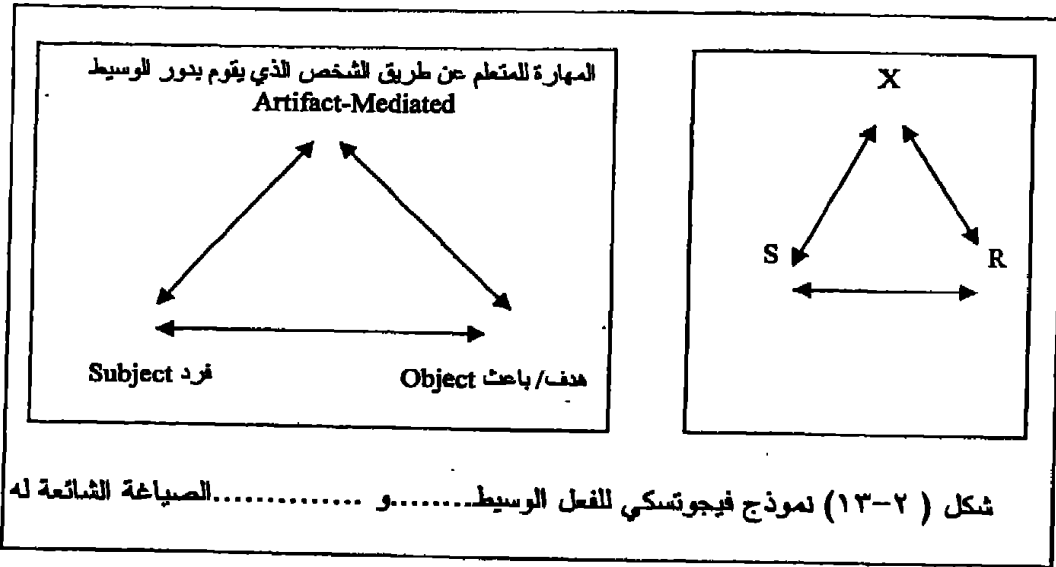 المهارة للمتعلم عن طريق الشخص الذي يقوم بدور الوسيط
Artifact-Mediated
فرد Subject
هدف/باعث Object
X
S
R
شكل ( ٢-١٣) نموذج فيجوتسكي للفعل الوسيط........و ..............الصياغة الشائعة له